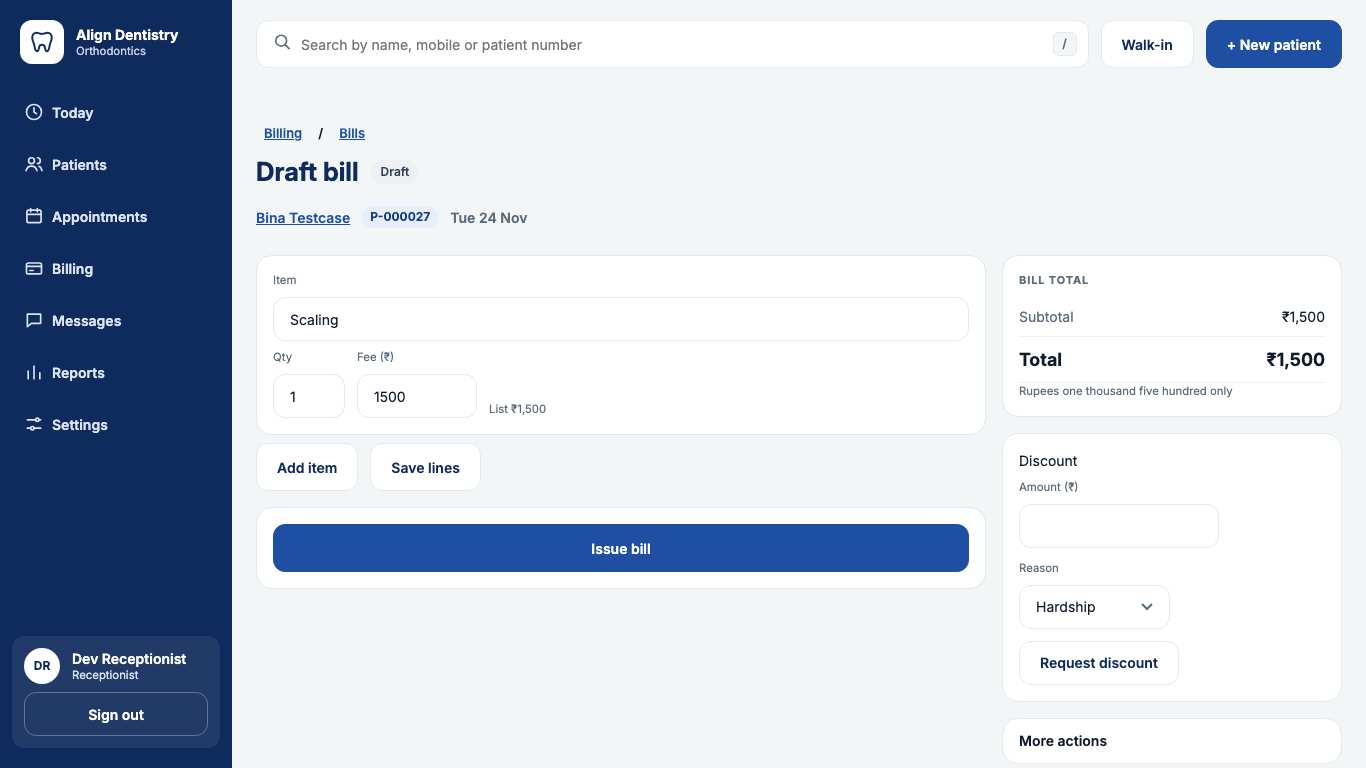 Align Dentistry
Orthodontics
Today
Patients
Appointments
Billing
Messages
Reports
Settings
DR
Dev Receptionist
Receptionist
Sign out
Search by name, mobile or patient number
/
Walk-in
+ New patient
Billing / Bills
Draft bill Draft
Bina Testcase P-000027 Tue 24 Nov
Item
Scaling
Qty Fee (₹)
1 1500 List ₹1,500
Add item Save lines
Issue bill
BILL TOTAL
Subtotal ₹1,500
Total ₹1,500
Rupees one thousand five hundred only
Discount
Amount (₹)
Reason
Hardship
Request discount
More actions